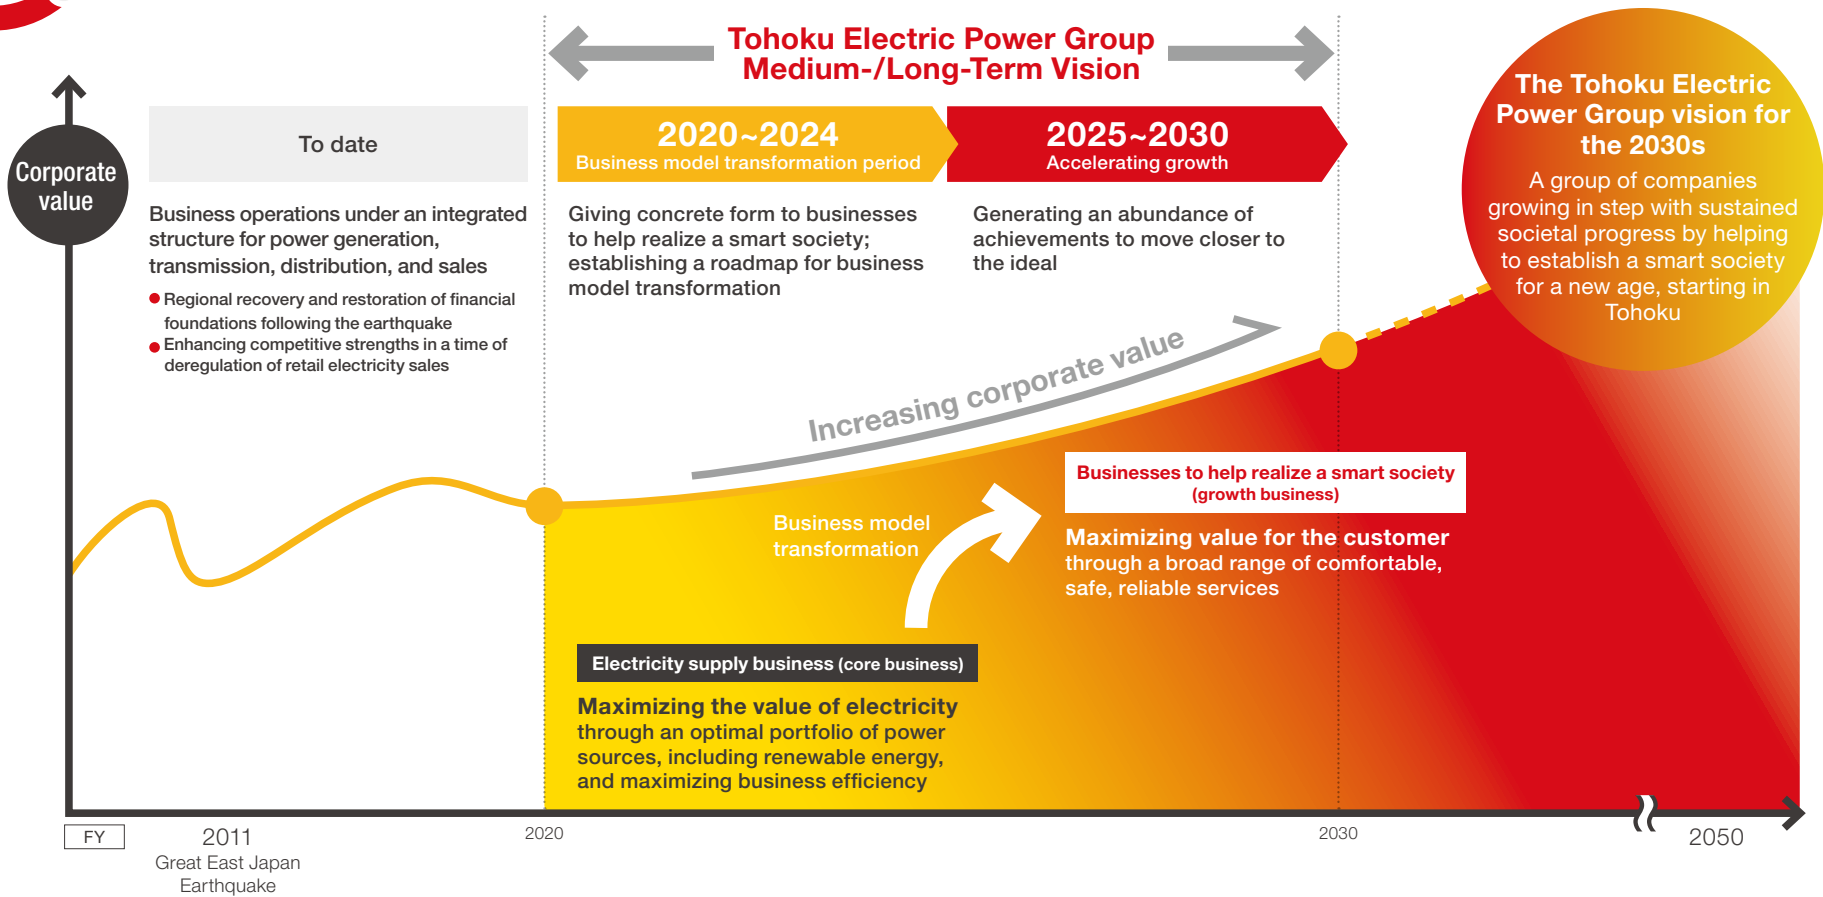 Tohoku Electric Power Group
Medium-/Long-Term Vision
Corporate
value
To date
Business operations under an integrated
structure for power generation,
transmission, distribution, and sales
Regional recovery and restoration of financial
foundations following the earthquake
Enhancing competitive strengths in a time of
deregulation of retail electricity sales
2020~2024
Business model transformation period
Giving concrete form to businesses
to help realize a smart society;
establishing a roadmap for business
model transformation
2025~2030
Accelerating growth
Generating an abundance of
achievements to move closer to
the ideal
The Tohoku Electric
Power Group vision for
the 2030s
A group of companies
growing in step with sustained
societal progress by helping
to establish a smart society
for a new age, starting in
Tohoku
Increasing corporate value
Business model
transformation
Businesses to help realize a smart society
(growth business)
Maximizing value for the customer
through a broad range of comfortable,
safe, reliable services
Electricity supply business (core business)
Maximizing the value of electricity
through an optimal portfolio of power
sources, including renewable energy,
and maximizing business efficiency
FY
2011
Great East Japan
Earthquake
2020
2030
2050